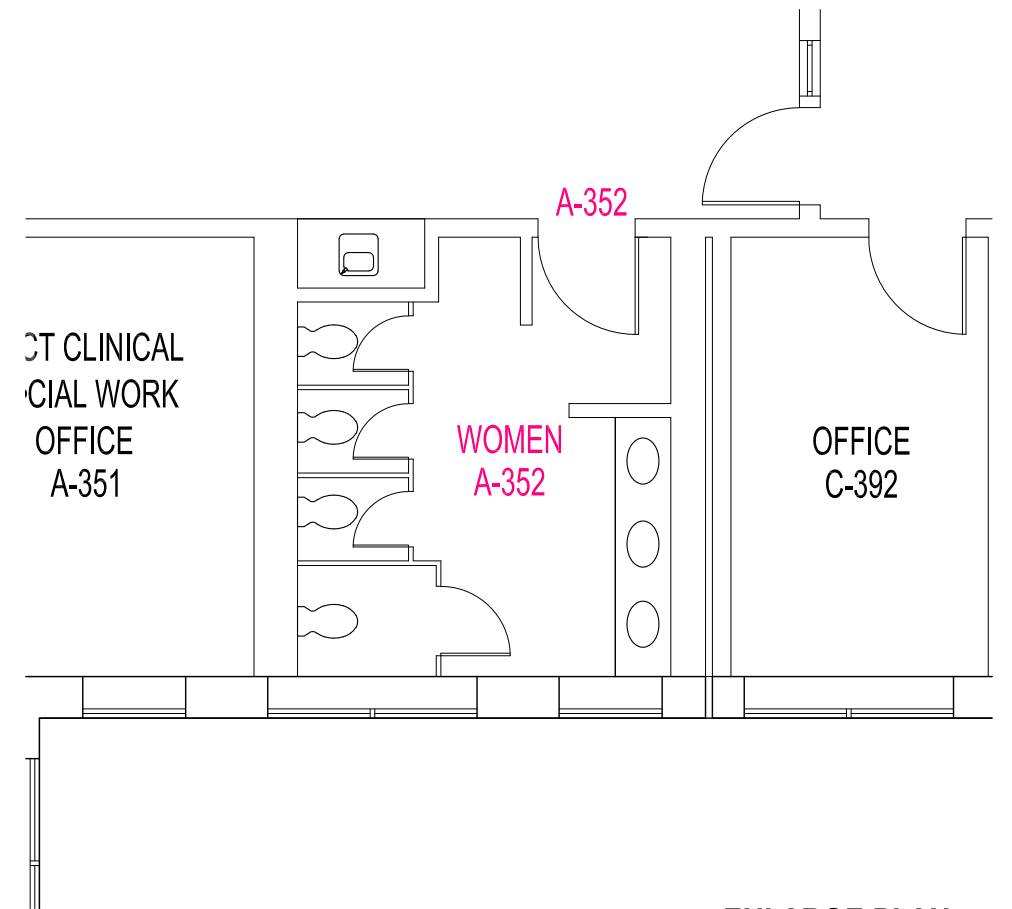 A-352
CT CLINICAL
CIAL WORK
OFFICE
A-351
WOMEN
A-352
OFFICE
C-392